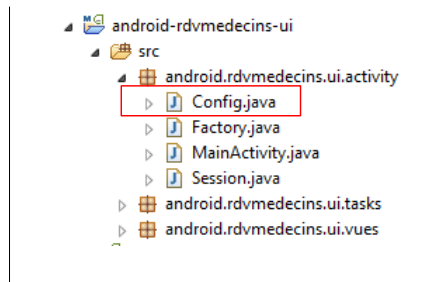 android-rdvmedecins-ui
src
android.rdvmedecins.ui.activity
Config.java
Factory.java
MainActivity.java
Session.java
android.rdvmedecins.ui.tasks
android.rdvmedecins.ui.vues